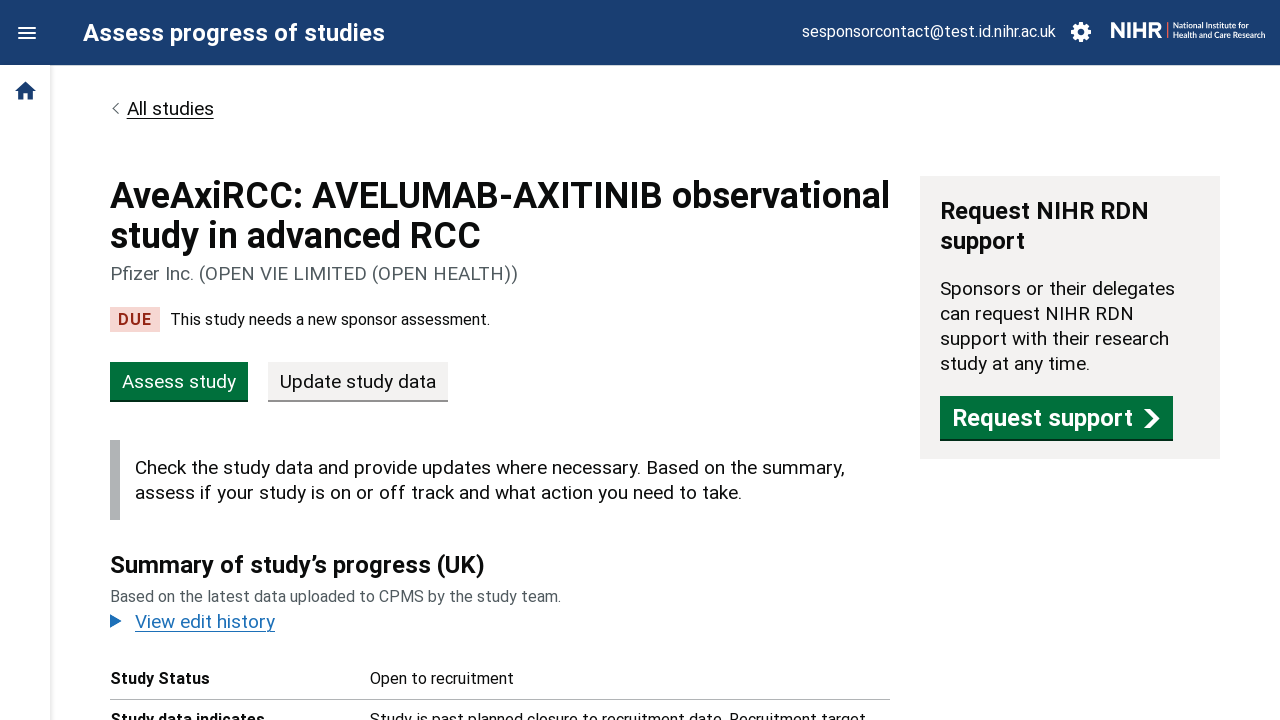 Assess progress of studies
sesponsorcontact@test.id.nihr.ac.uk
NIHR | National Institute for
Health and Care Research
All studies
AveAxiRCC: AVELUMAB-AXITINIB observational
study in advanced RCC
Pfizer Inc. (OPEN VIE LIMITED (OPEN HEALTH))
DUE This study needs a new sponsor assessment.
Assess study Update study data
Check the study data and provide updates where necessary. Based on the summary,
assess if your study is on or off track and what action you need to take.
Summary of study’s progress (UK)
Based on the latest data uploaded to CPMS by the study team.
View edit history
Study Status Open to recruitment
Study data indicates Study is past planned closure to recruitment date, Recruitment target
Request NIHR RDN
support
Sponsors or their delegates
can request NIHR RDN
support with their research
study at any time.
Request support